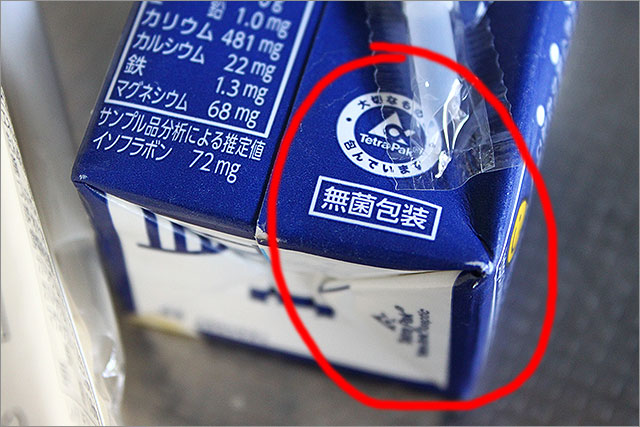 鉛 1.0mg
カリウム 481mg
カルシウム 22mg
鉄 1.3mg
マグネシウム 68mg
サンプル品分析による推定値
イソフラボン 72mg
大切なもの
TetraPak
包んでいます
無菌包装